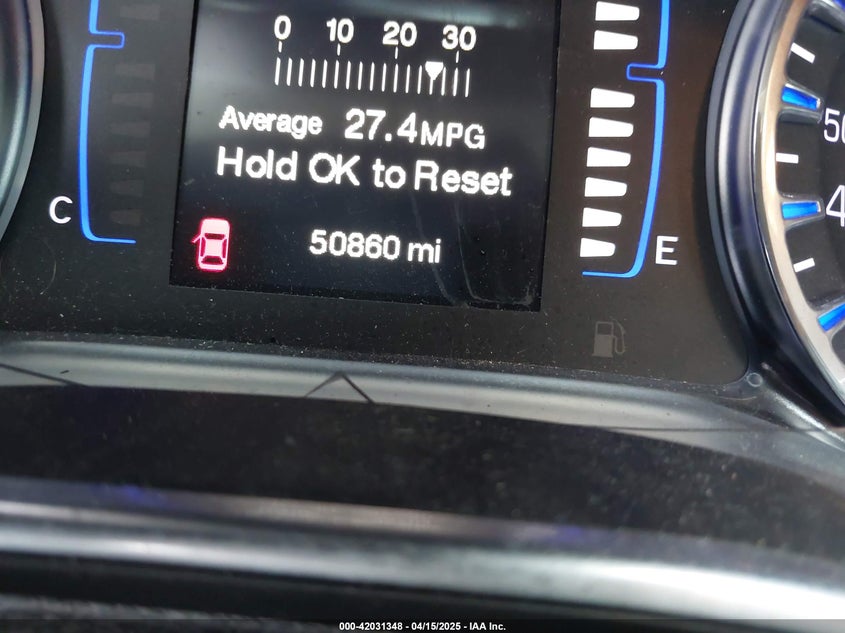 0 10 20 30
Average 27.4MPG
Hold OK to Reset
50860 mi
C
E
4
000-42031348 - 04/15/2025 - IAA Inc.